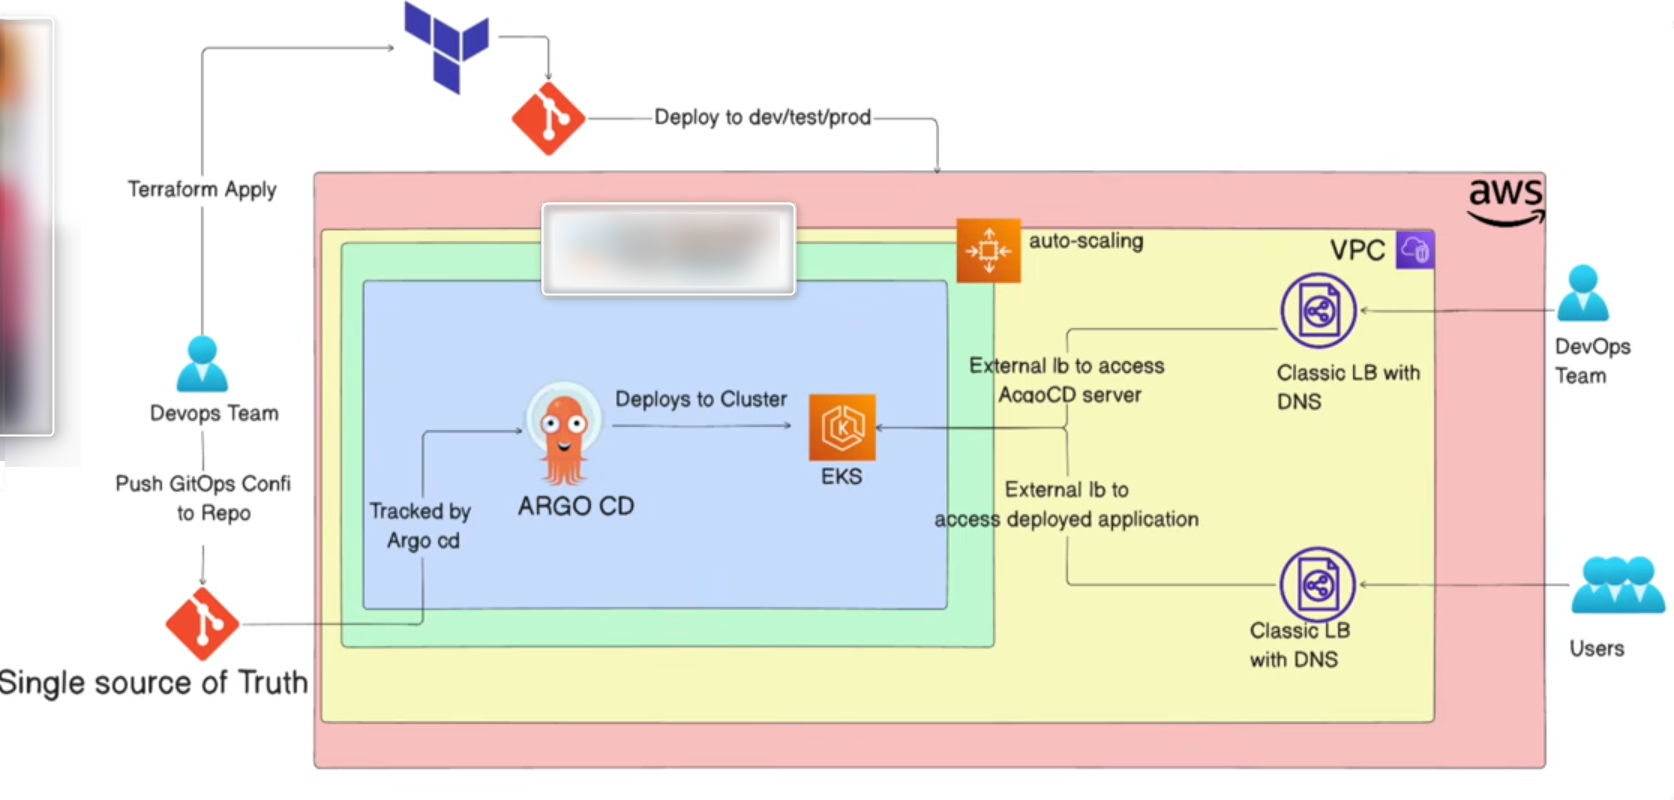 Deploy to dev/test/prod
Terraform Apply
aws
auto-scaling
VPC
DevOps
Team
Classic LB with
DNS
External lb to access
AcqoCD server
Deploys to Cluster
Devops Team
EKS
Push GitOps Confi
to Repo
ARGO CD
Tracked by
Argo cd
External lb to
access deployed application
Classic LB
with DNS
Users
Single source of Truth